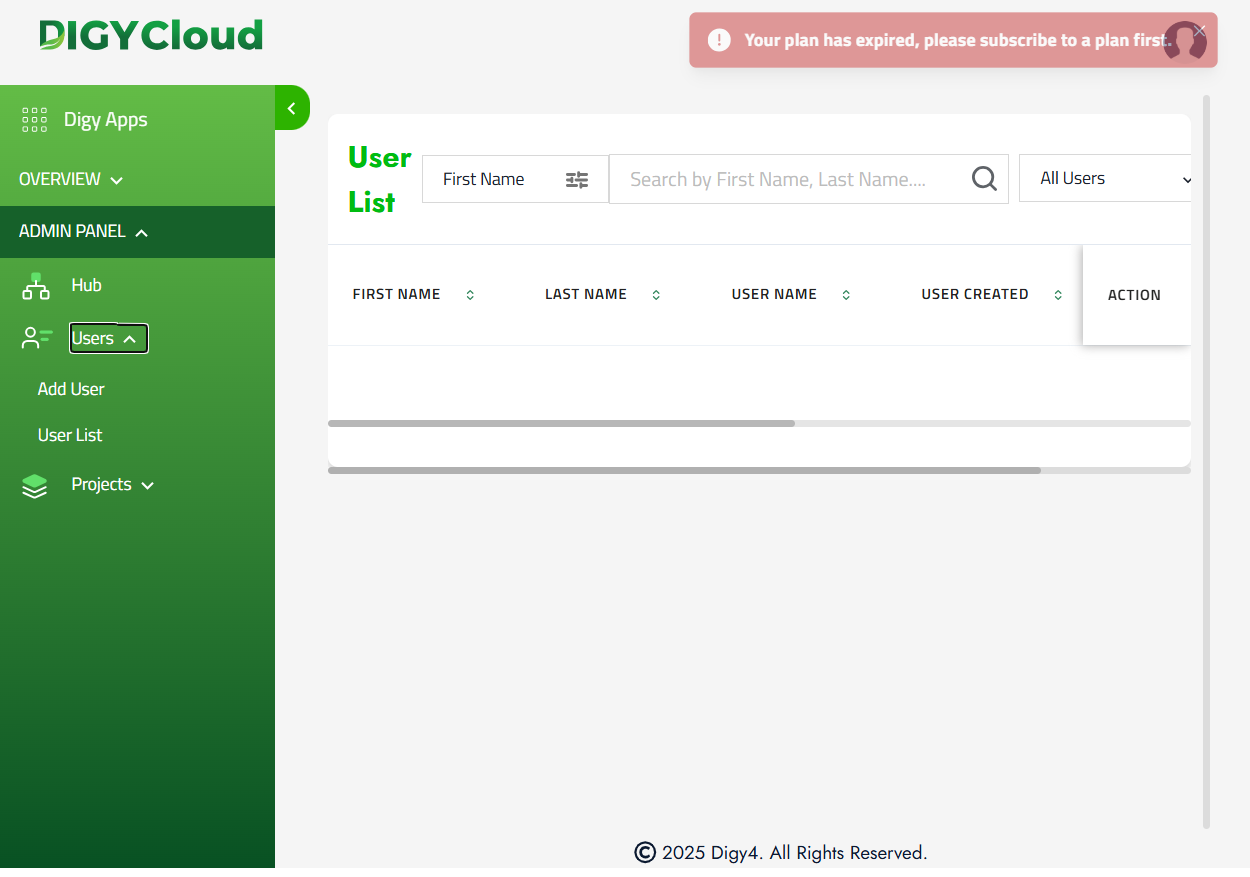 DIGYCloud
Your plan has expired, please subscribe to a plan first.
Digy Apps
OVERVIEW
ADMIN PANEL
Hub
Users
Add User
User List
Projects
User List
First Name
Search by First Name, Last Name....
All Users
FIRST NAME LAST NAME USER NAME USER CREATED ACTION
© 2025 Digy4. All Rights Reserved.